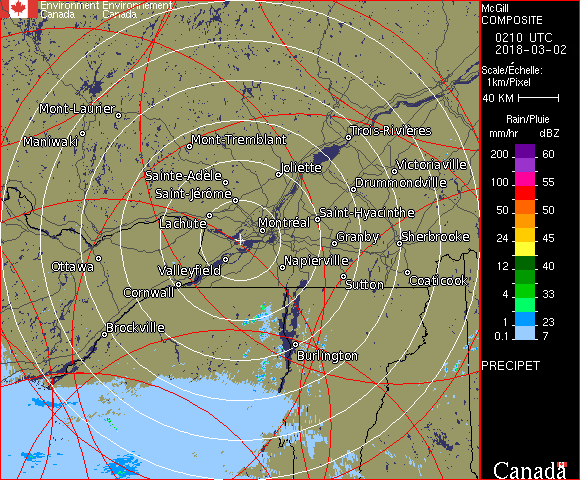 Environment Environnement
Canada Canada
McGill
COMPOSITE
0210 UTC
2018-03-02
Scale/Échelle:
1km/Pixel
40 KM
Rain/Pluie
mm/hr dBZ
200 60
100 55
50 50
24 45
12 40
4 33
1 23
0.1 7
PRECIPET
Canada
Mont-Laurier
Maniwaki
Mont-Tremblant
Trois-Rivières
Sainte-Adèle
Joliette
Victoriaville
Saint-Jérôme
Drummondville
Lachute
Montréal
Saint-Hyacinthe
Granby
Sherbrooke
Ottawa
Valleyfield
Napierville
Cornwall
Sutton
Coaticook
Brockville
Burlington